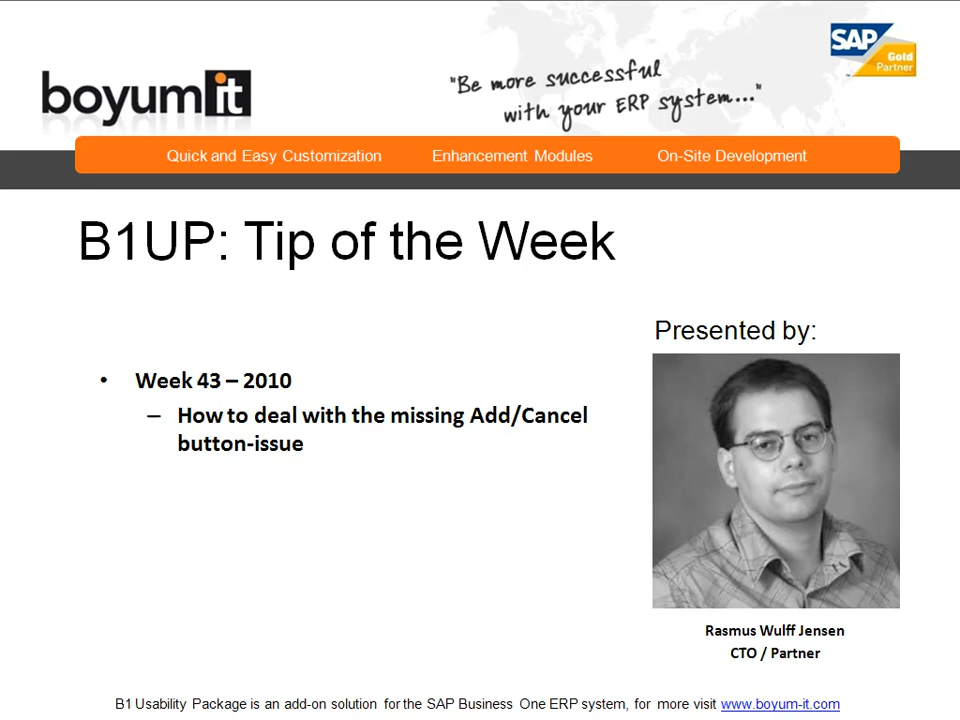 SAP
Gold
Partner
boyum it
"Be more successful
with your ERP system..."
Quick and Easy Customization Enhancement Modules On-Site Development
B1UP: Tip of the Week
Presented by:
• Week 43 – 2010
– How to deal with the missing Add/Cancel
button-issue
Rasmus Wulff Jensen
CTO / Partner
B1 Usability Package is an add-on solution for the SAP Business One ERP system, for more visit www.boyum-it.com